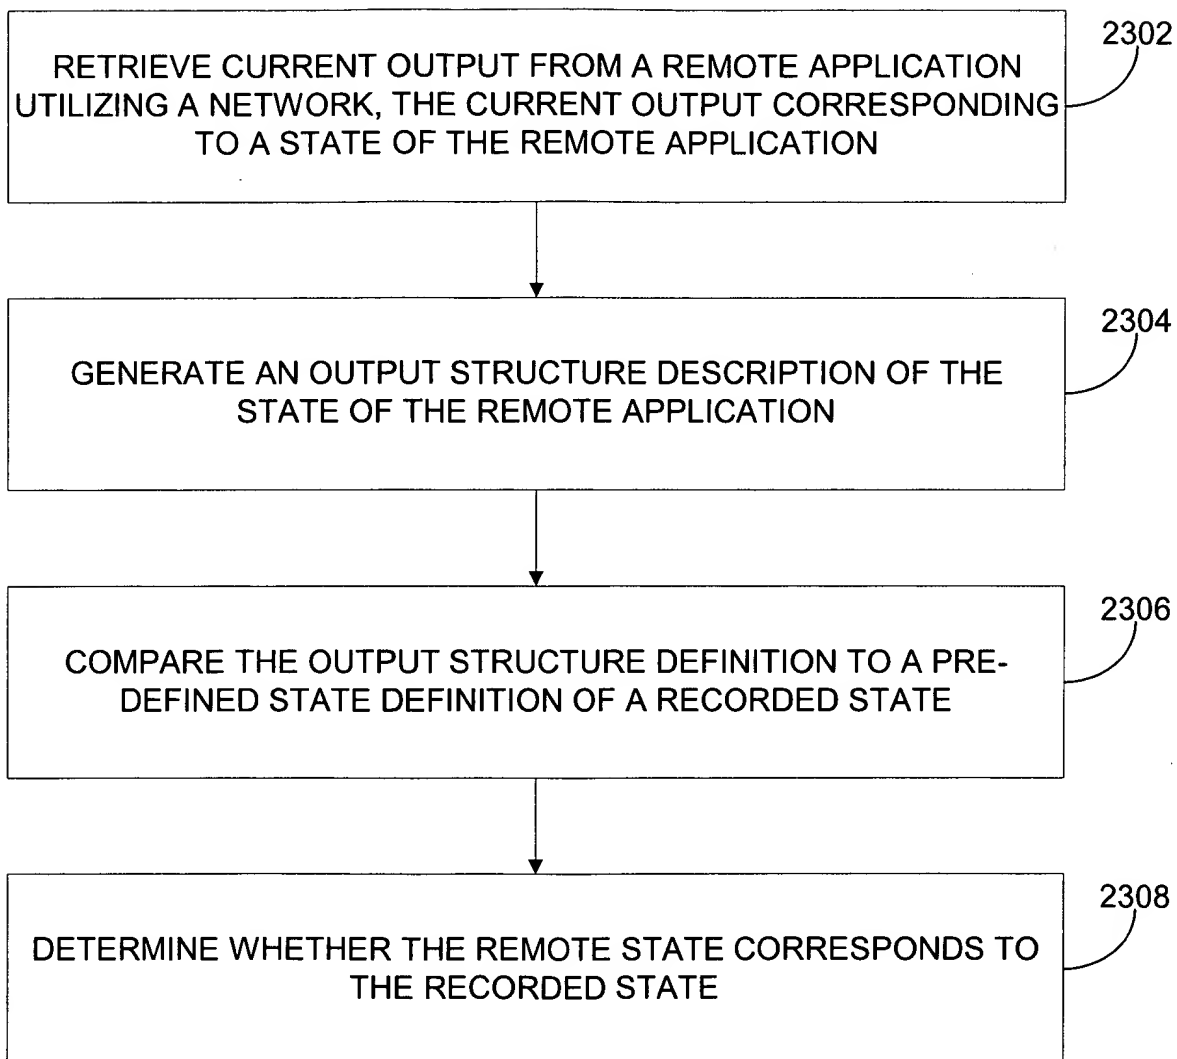 2302
RETRIEVE CURRENT OUTPUT FROM A REMOTE APPLICATION
UTILIZING A NETWORK, THE CURRENT OUTPUT CORRESPONDING
TO A STATE OF THE REMOTE APPLICATION
2304
GENERATE AN OUTPUT STRUCTURE DESCRIPTION OF THE
STATE OF THE REMOTE APPLICATION
2306
COMPARE THE OUTPUT STRUCTURE DEFINITION TO A PRE-
DEFINED STATE DEFINITION OF A RECORDED STATE
2308
DETERMINE WHETHER THE REMOTE STATE CORRESPONDS TO
THE RECORDED STATE